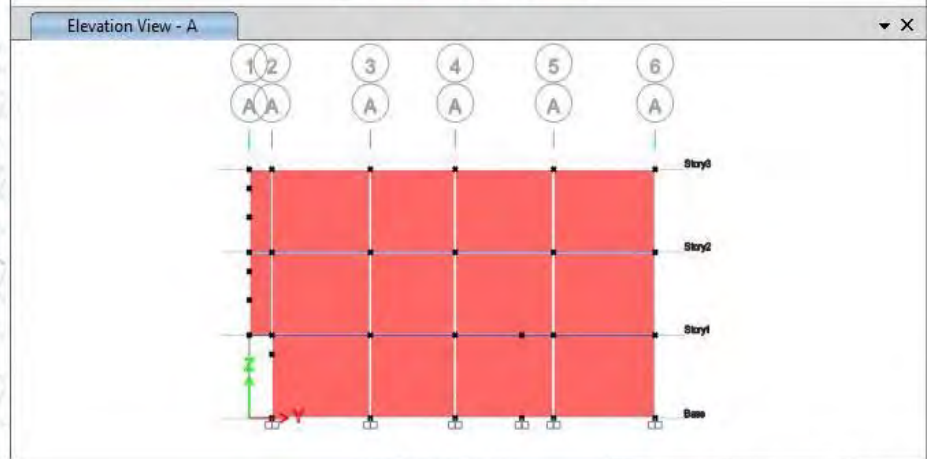 Elevation View - A
1 2 3 4 5 6
A A A A A A
Story3
Story2
Story1
Z
Y
Base